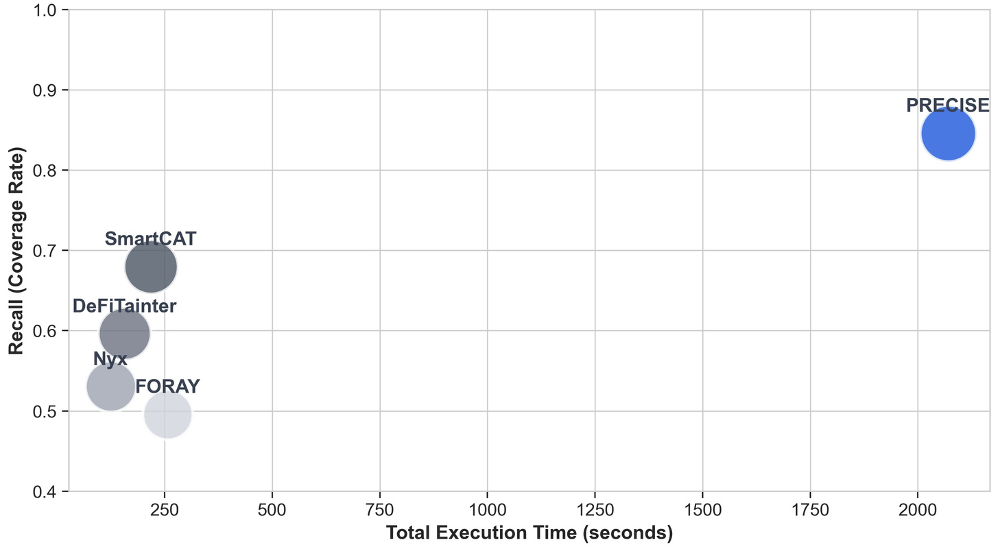 1.0
0.9
0.8
0.7
0.6
0.5
0.4
Recall (Coverage Rate)
PRECISE
SmartCAT
DeFiTainter
Nyx
FORAY
250 500 750 1000 1250 1500 1750 2000
Total Execution Time (seconds)